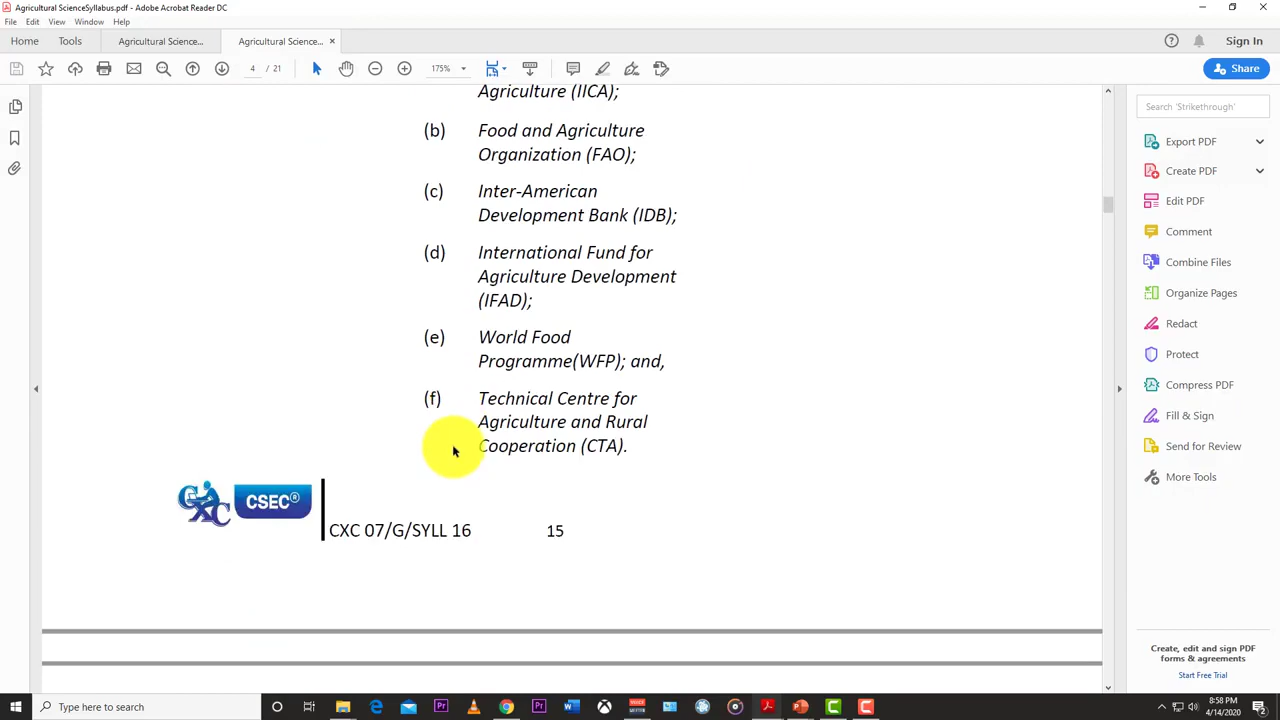 Agricultural ScienceSyllabus.pdf - Adobe Acrobat Reader DC
File Edit View Window Help
Home Tools Agricultural Science... Agricultural Science... × Sign In
4 / 21 175% Share
Agriculture (IICA);
(b) Food and Agriculture
Organization (FAO);
(c) Inter-American
Development Bank (IDB);
(d) International Fund for
Agriculture Development
(IFAD);
(e) World Food
Programme(WFP); and,
(f) Technical Centre for
Agriculture and Rural
Cooperation (CTA).
CXC CSEC®
CXC 07/G/SYLL 16 15
Search 'Strikethrough'
Export PDF
Create PDF
Edit PDF
Comment
Combine Files
Organize Pages
Redact
Protect
Compress PDF
Fill & Sign
Send for Review
More Tools
Create, edit and sign PDF
forms & agreements
Start Free Trial
Type here to search
8:58 PM
4/14/2020